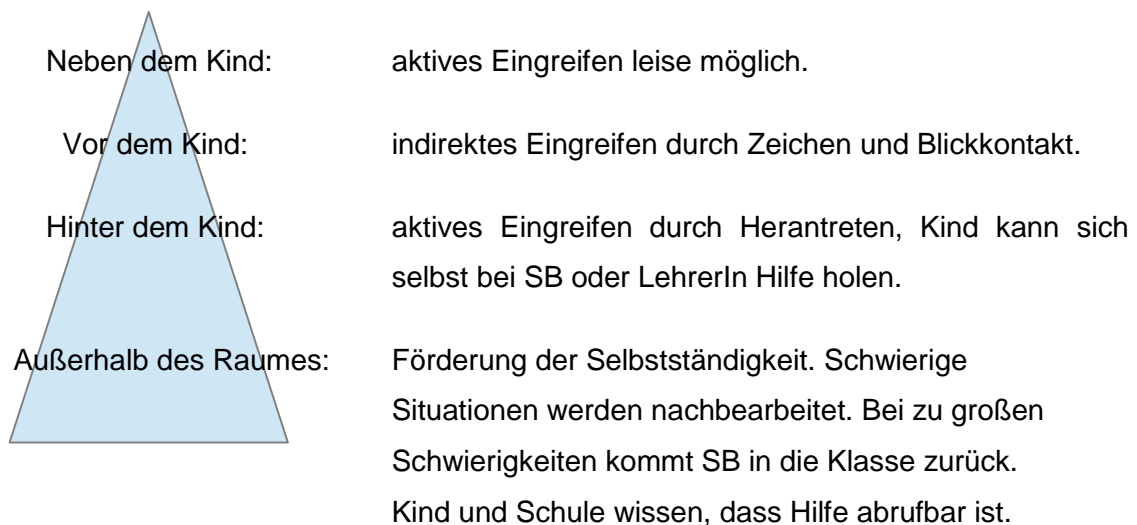 Neben dem Kind: aktives Eingreifen leise möglich.
Vor dem Kind: indirektes Eingreifen durch Zeichen und Blickkontakt.
Hinter dem Kind: aktives Eingreifen durch Herantreten, Kind kann sich
selbst bei SB oder LehrerIn Hilfe holen.
Außerhalb des Raumes: Förderung der Selbstständigkeit. Schwierige
Situationen werden nachbearbeitet. Bei zu großen
Schwierigkeiten kommt SB in die Klasse zurück.
Kind und Schule wissen, dass Hilfe abrufbar ist.